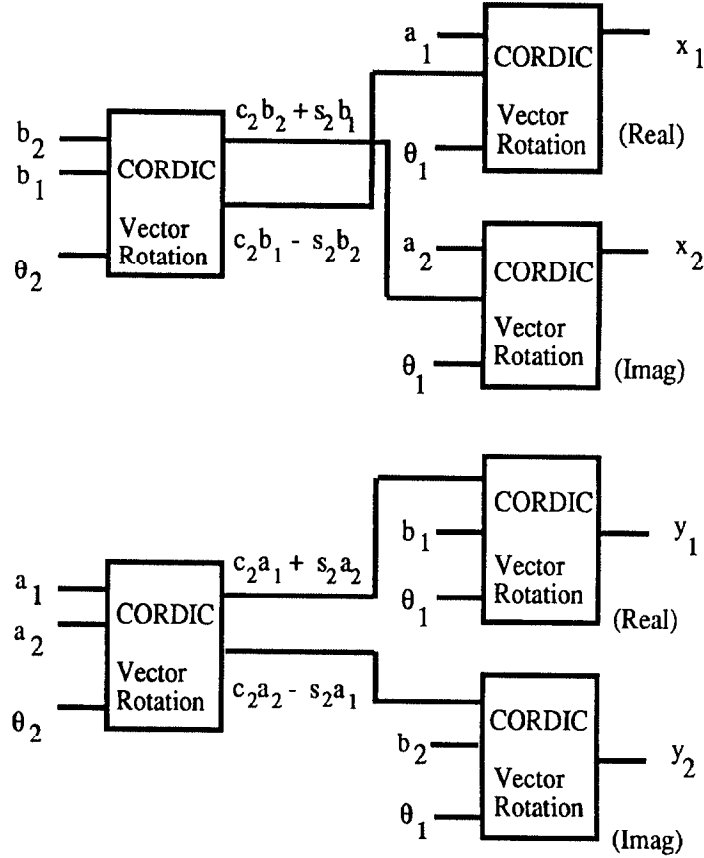 a₁
CORDIC
Vector
Rotation
θ₁
x₁
(Real)
b₂
b₁
θ₂
CORDIC
Vector
Rotation
c₂b₂ + s₂b₁
c₂b₁ - s₂b₂
a₂
CORDIC
Vector
Rotation
θ₁
x₂
(Imag)
a₁
a₂
θ₂
CORDIC
Vector
Rotation
c₂a₁ + s₂a₂
c₂a₂ - s₂a₁
CORDIC
b₁
Vector
Rotation
θ₁
y₁
(Real)
CORDIC
b₂
Vector
Rotation
θ₁
y₂
(Imag)